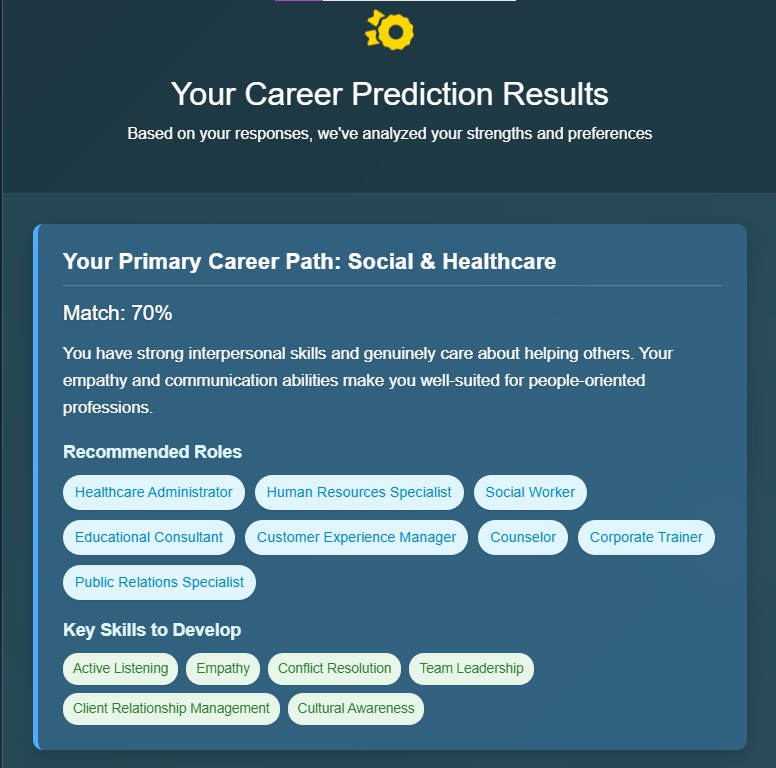 Your Career Prediction Results
Based on your responses, we've analyzed your strengths and preferences
Your Primary Career Path: Social & Healthcare
Match: 70%
You have strong interpersonal skills and genuinely care about helping others. Your
empathy and communication abilities make you well-suited for people-oriented
professions.
Recommended Roles
Healthcare Administrator Human Resources Specialist Social Worker
Educational Consultant Customer Experience Manager Counselor Corporate Trainer
Public Relations Specialist
Key Skills to Develop
Active Listening Empathy Conflict Resolution Team Leadership
Client Relationship Management Cultural Awareness